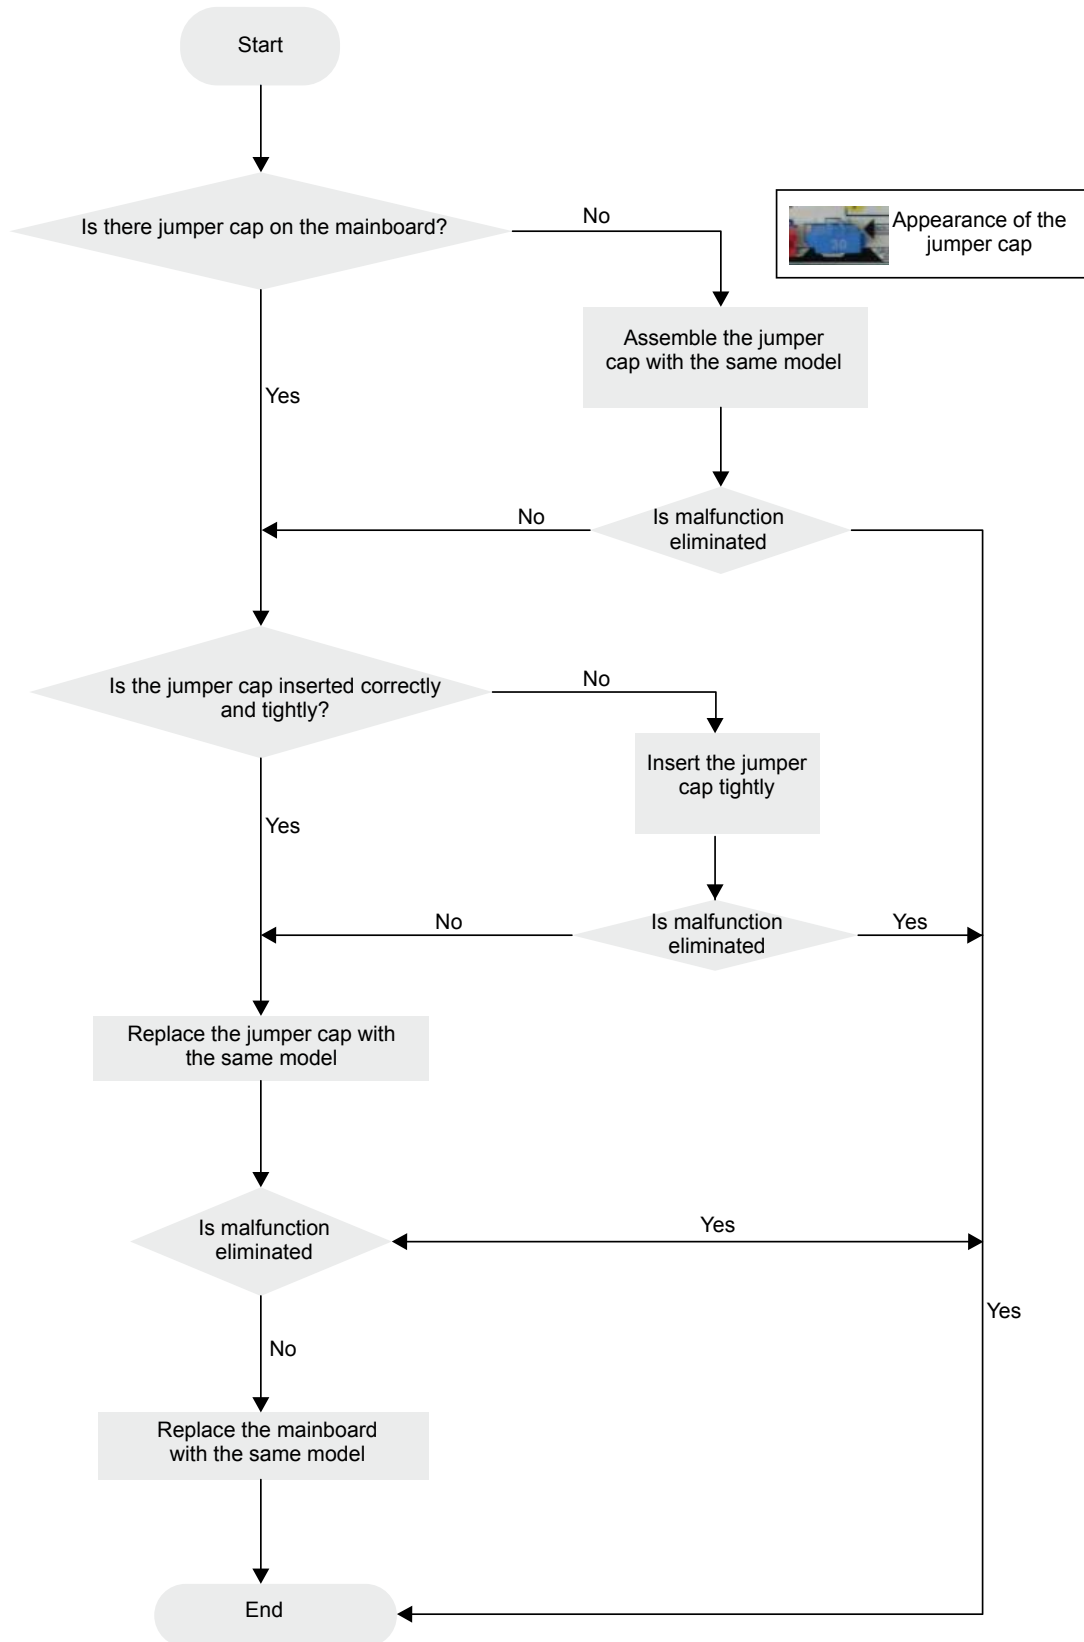 Start
Is there jumper cap on the mainboard?
No
30
Appearance of the
jumper cap
Assemble the jumper
cap with the same model
Yes
No
Is malfunction
eliminated
Is the jumper cap inserted correctly
and tightly?
No
Insert the jumper
cap tightly
Yes
No
Is malfunction
eliminated
Yes
Replace the jumper cap with
the same model
Is malfunction
eliminated
Yes
Yes
No
Replace the mainboard
with the same model
End